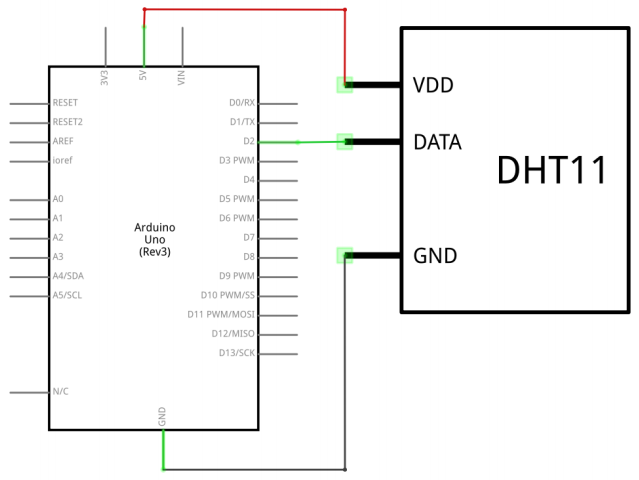 3V3
5V
VIN
RESET
RESET2
AREF
ioref
A0
A1
A2
A3
A4/SDA
A5/SCL
N/C
Arduino
Uno
(Rev3)
D0/RX
D1/TX
D2
D3 PWM
D4
D5 PWM
D6 PWM
D7
D8
D9 PWM
D10 PWM/SS
D11 PWM/MOSI
D12/MISO
D13/SCK
GND
VDD
DATA
DHT11
GND